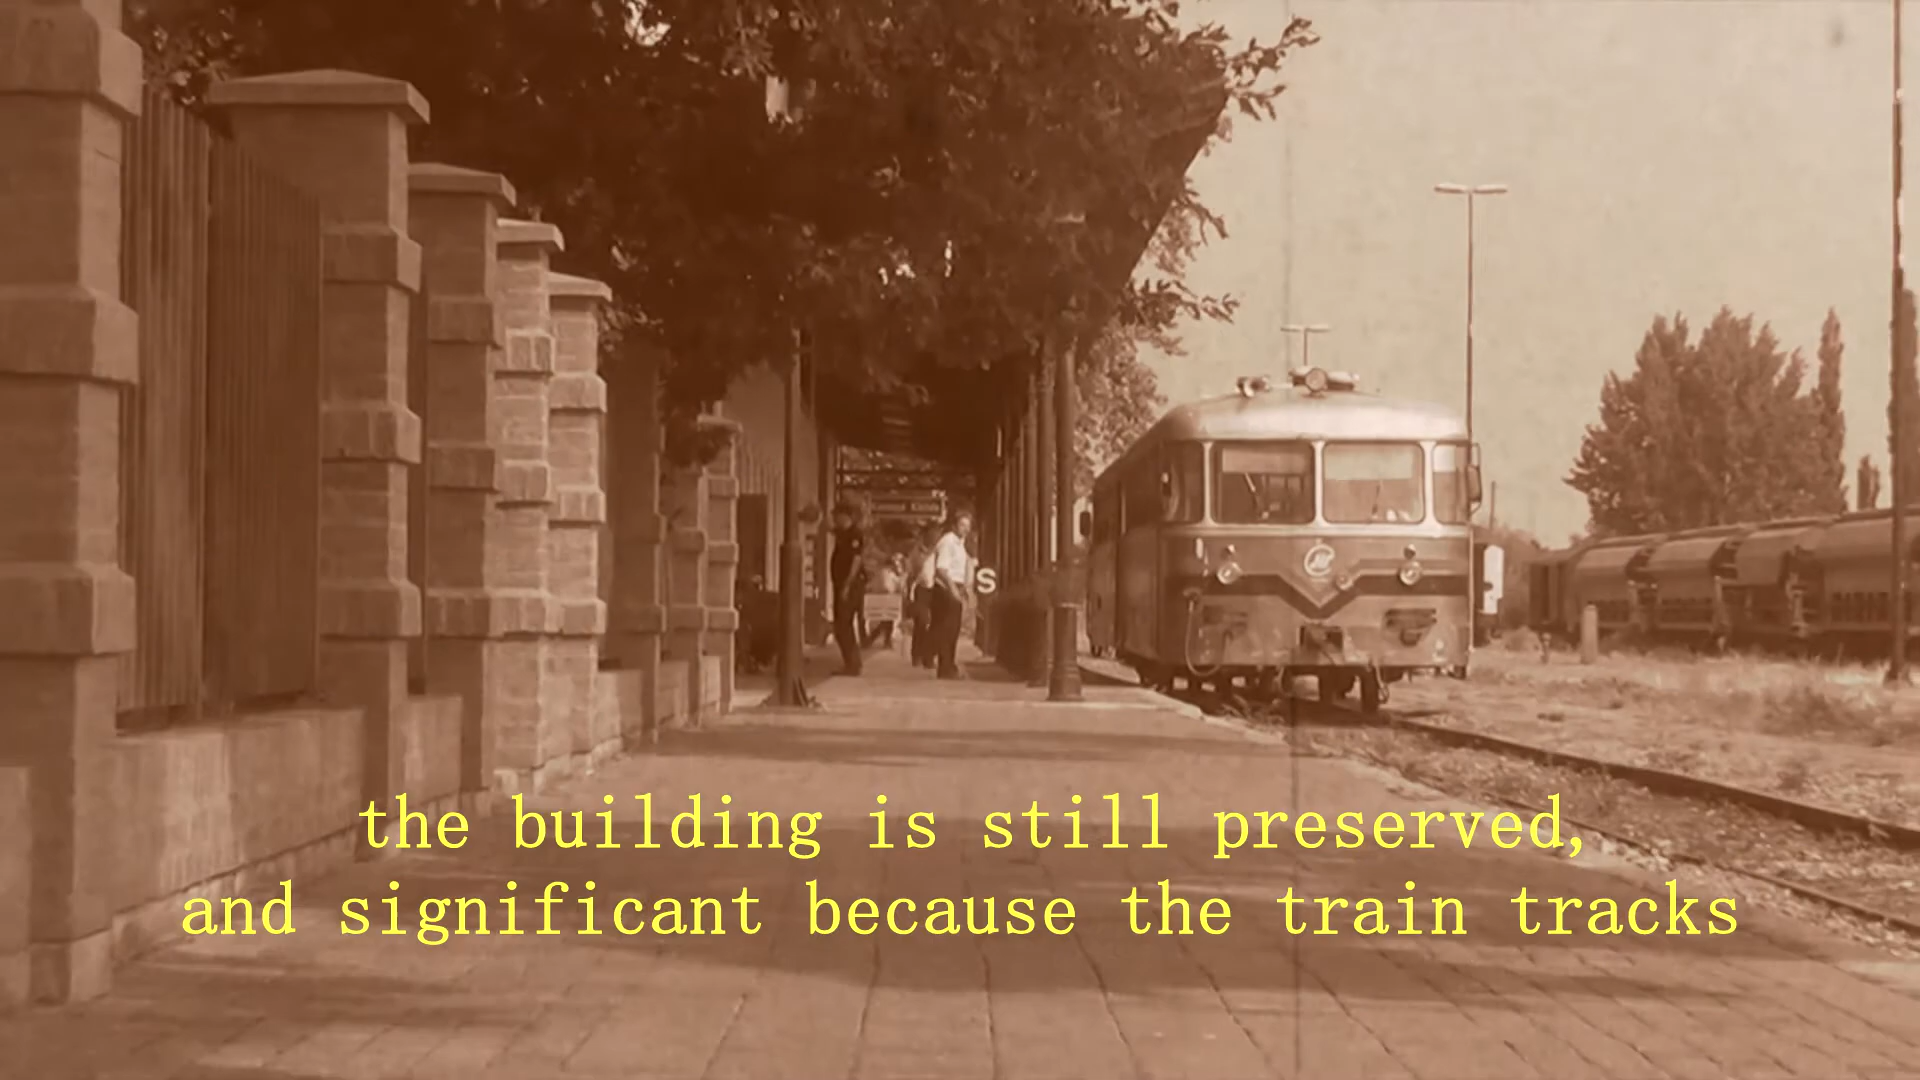 the building is still preserved,
and significant because the train tracks